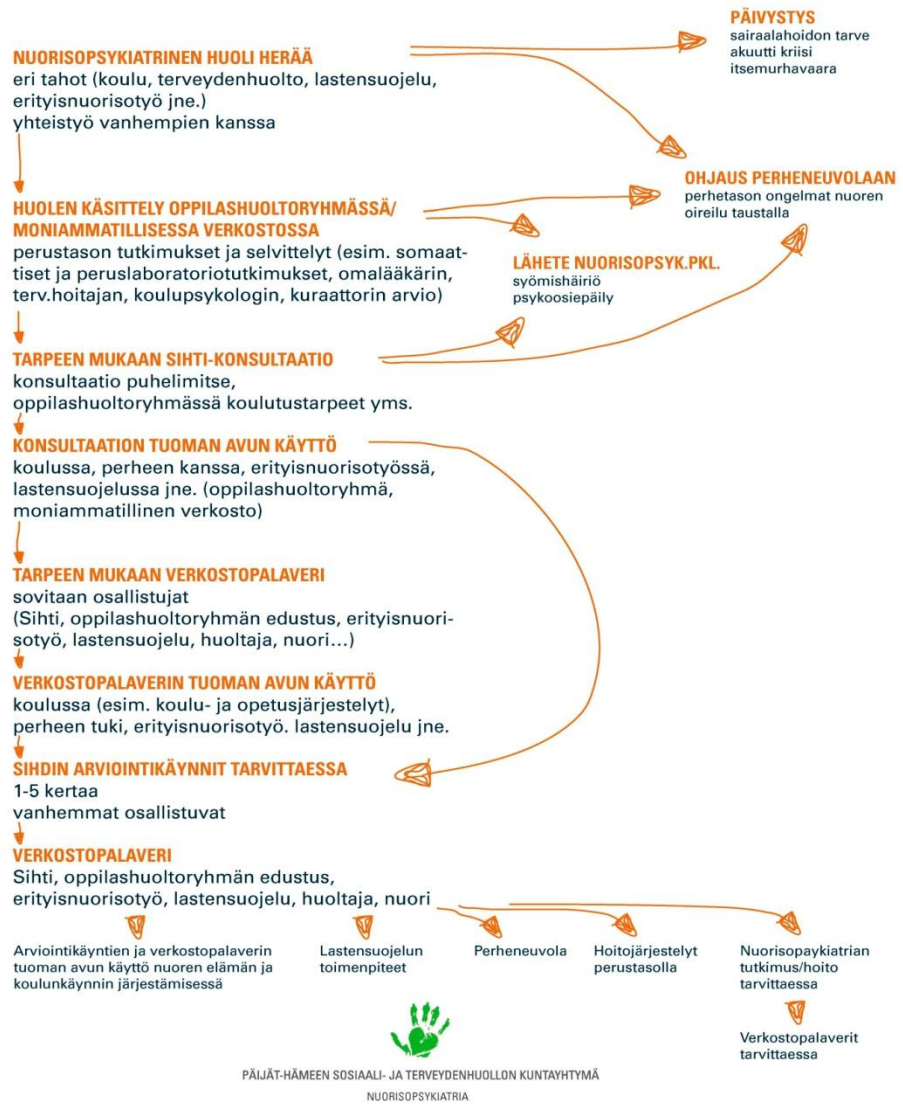 PÄIVYSTYS
sairaalahoidon tarve
akuutti kriisi
itsemurhavaara
NUORISOPSYKIATRINEN HUOLI HERÄÄ
eri tahot (koulu, terveydenhuolto, lastensuojelu,
erityisnuorisotyö jne.)
yhteistyö vanhempien kanssa
OHJAUS PERHENEUVOLAAN
perhetason ongelmat nuoren
oireilu taustalla
HUOLEN KÄSITTELY OPPILASHUOLTORYHMÄSSÄ/
MONIAMMATILLISESSA VERKOSTOSSA
perustason tutkimukset ja selvittelyt (esim. somaat-
tiset ja peruslaboratoriotutkimukset, omalääkärin,
terv.hoitajan, koulupsykologin, kuraattorin arvio)
LÄHETE NUORISOPSYK.PKL.
syömishäiriö
psykoosiepäily
TARPEEN MUKAAN SIHTI-KONSULTAATIO
konsultaatio puhelimitse,
oppilashuoltoryhmässä koulutustarpeet yms.
KONSULTAATION TUOMAN AVUN KÄYTTÖ
koulussa, perheen kanssa, erityisnuorisotyössä,
lastensuojelussa jne. (oppilashuoltoryhmä,
moniammatillinen verkosto)
TARPEEN MUKAAN VERKOSTOPALAVERI
sovitaan osallistujat
(Sihti, oppilashuoltoryhmän edustus, erityisnuori-
sotyö, lastensuojelu, huoltaja, nuori...)
VERKOSTOPALAVERIN TUOMAN AVUN KÄYTTÖ
koulussa (esim. koulu- ja opetusjärjestelyt),
perheen tuki, erityisnuorisotyö. lastensuojelu jne.
SIHDIN ARVIOINTIKÄYNNIT TARVITTAESSA
1-5 kertaa
vanhemmat osallistuvat
VERKOSTOPALAVERI
Sihti, oppilashuoltoryhmän edustus,
erityisnuorisotyö, lastensuojelu, huoltaja, nuori
Arviointikäyntien ja verkostopalaverin
tuoman avun käyttö nuoren elämän ja
koulunkäynnin järjestämisessä
Lastensuojelun
toimenpiteet
Perheneuvola
Hoitojärjestelyt
perustasolla
Nuorisopaykiatrian
tutkimus/hoito
tarvittaessa
Verkostopalaverit
tarvittaessa
PÄIJÄT-HÄMEEN SOSIAALI- JA TERVEYDENHUOLLON KUNTAYHTYMÄ
NUORISOPSYKIATRIA